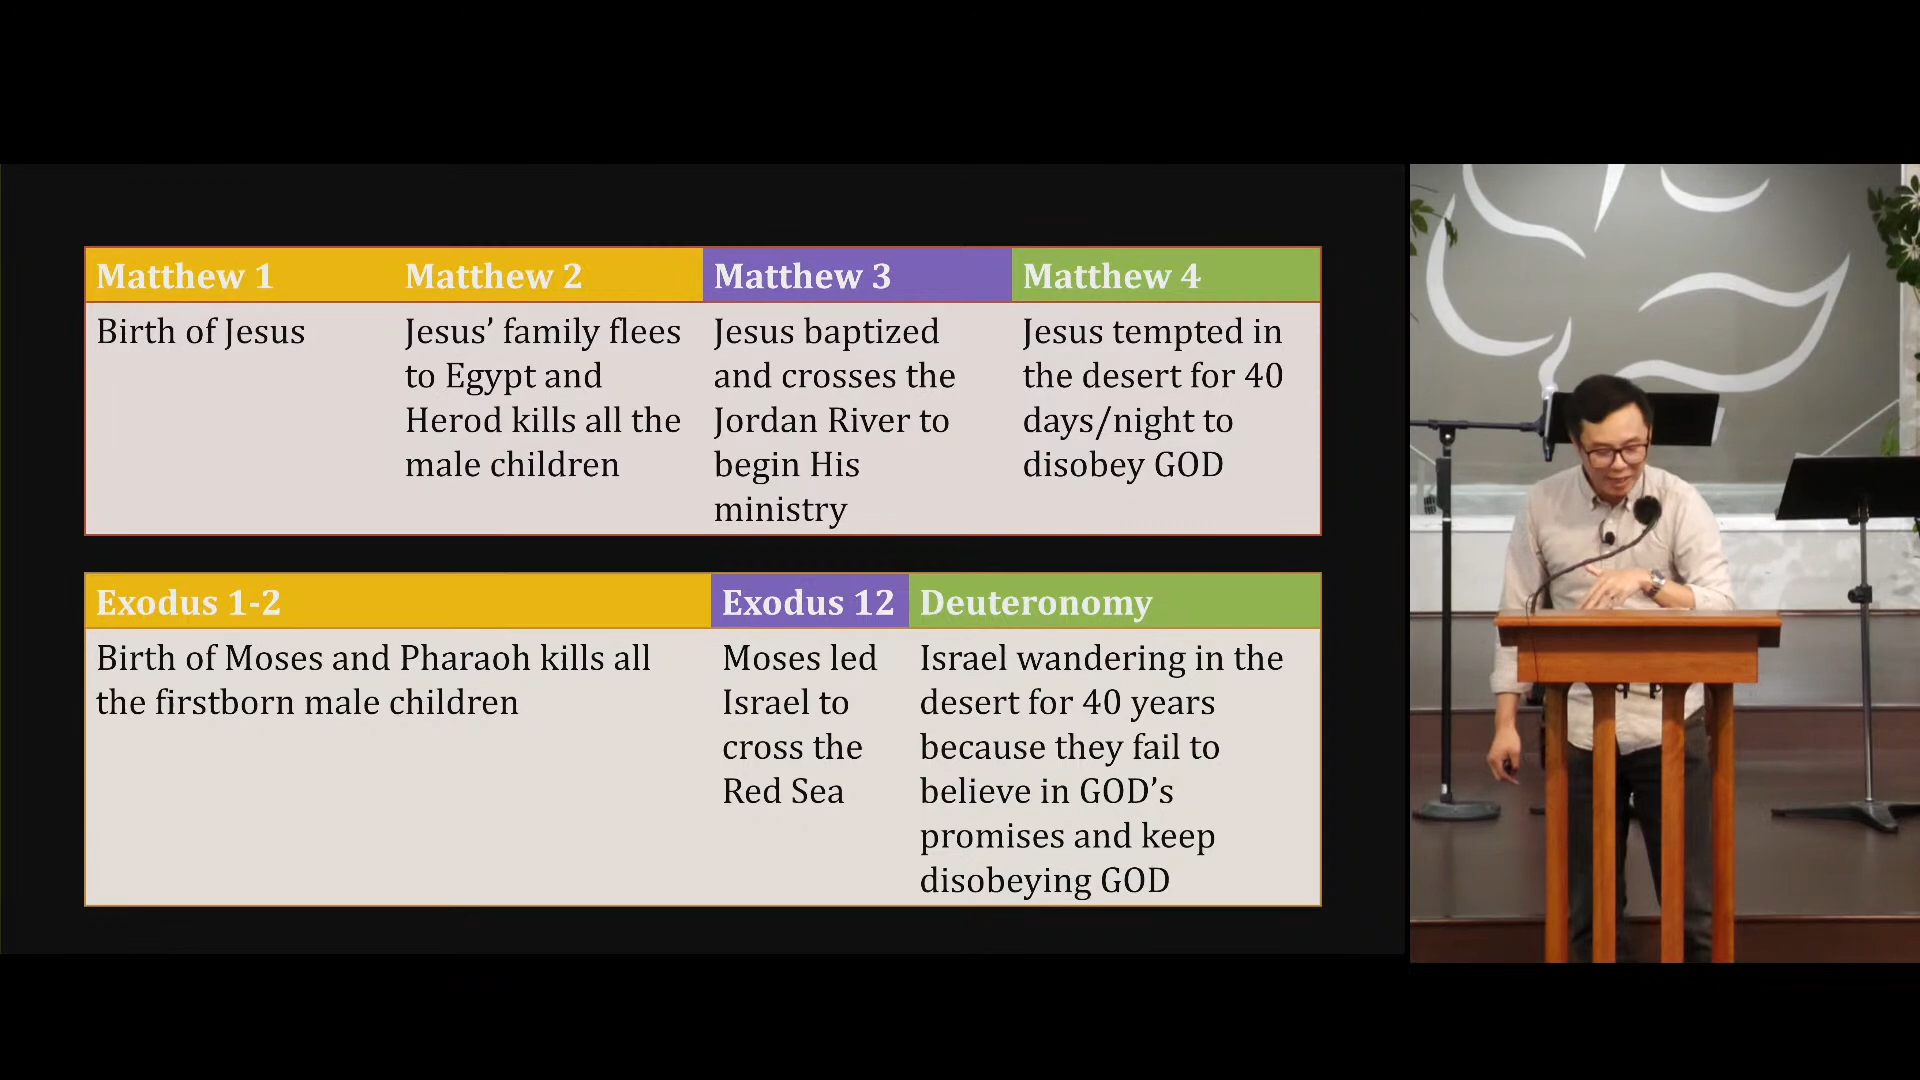 Matthew 1 Matthew 2 Matthew 3 Matthew 4
Birth of Jesus
Jesus’ family flees
to Egypt and
Herod kills all the
male children
Jesus baptized
and crosses the
Jordan River to
begin His
ministry
Jesus tempted in
the desert for 40
days/night to
disobey GOD
Exodus 1-2 Exodus 12 Deuteronomy
Birth of Moses and Pharaoh kills all
the firstborn male children
Moses led
Israel to
cross the
Red Sea
Israel wandering in the
desert for 40 years
because they fail to
believe in GOD’s
promises and keep
disobeying GOD